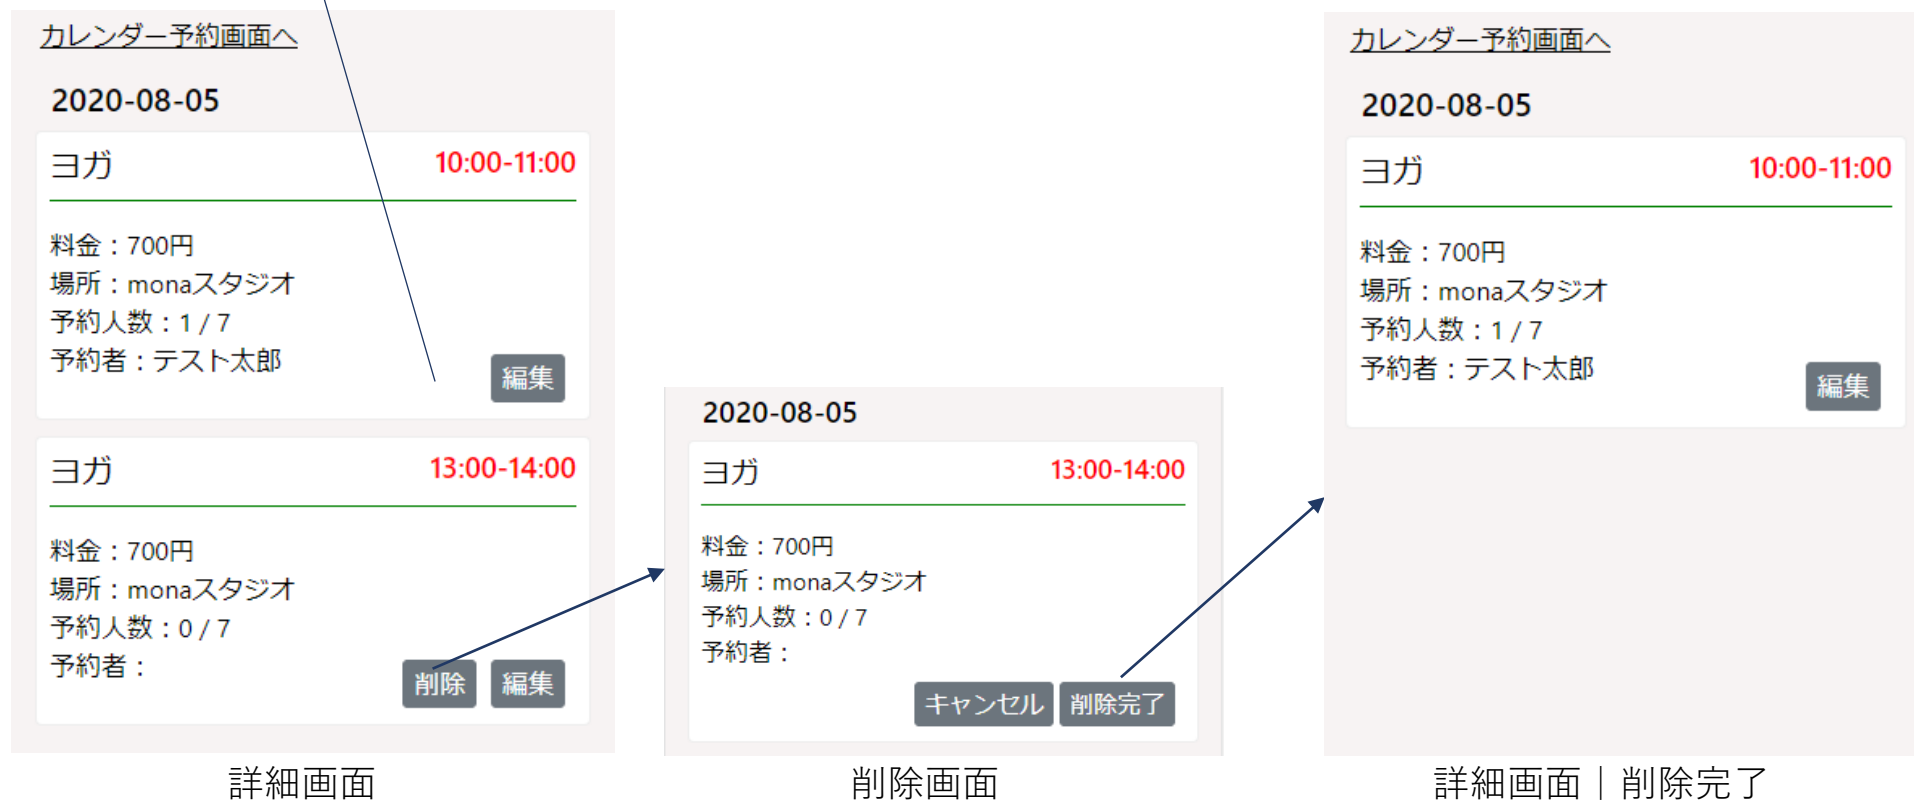 カレンダー予約画面へ
2020-08-05
ヨガ 10:00-11:00
料金：700円
場所：monaスタジオ
予約人数：1 / 7
予約者：テスト太郎
編集
ヨガ 13:00-14:00
料金：700円
場所：monaスタジオ
予約人数：0 / 7
予約者：
削除 編集
詳細画面
2020-08-05
ヨガ 13:00-14:00
料金：700円
場所：monaスタジオ
予約人数：0 / 7
予約者：
キャンセル 削除完了
削除画面
カレンダー予約画面へ
2020-08-05
ヨガ 10:00-11:00
料金：700円
場所：monaスタジオ
予約人数：1 / 7
予約者：テスト太郎
編集
詳細画面｜削除完了